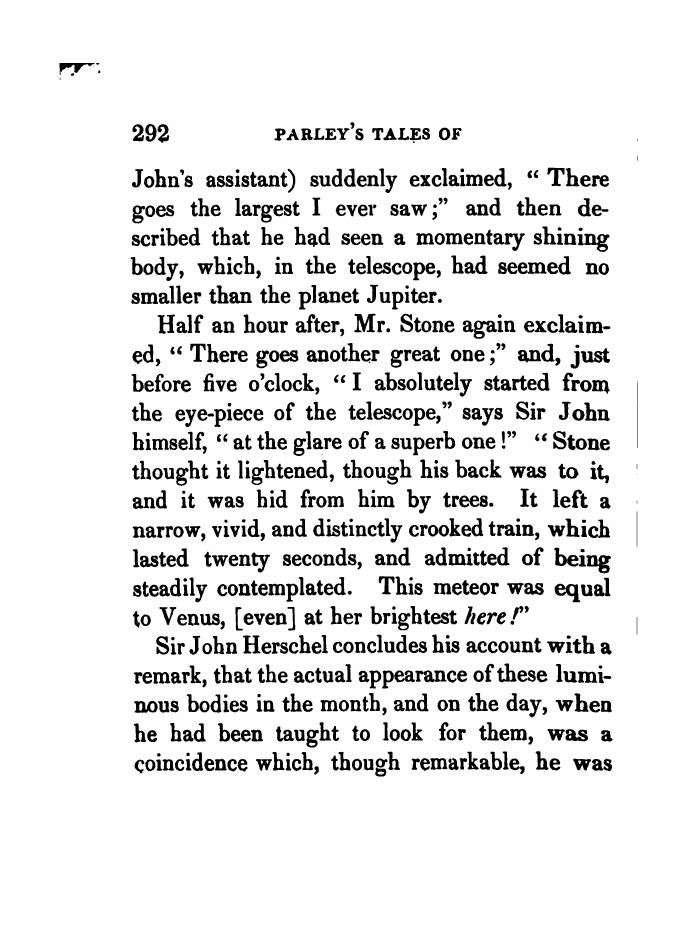 292 PARLEY'S TALES OF
John's assistant) suddenly exclaimed, “ There
goes the largest I ever saw ;” and then de-
scribed that he had seen a momentary shining
body, which, in the telescope, had seemed no
smaller than the planet Jupiter.
Half an hour after, Mr. Stone again exclaim-
ed, “ There goes another great one ;” and, just
before five o'clock, “ I absolutely started from
the eye-piece of the telescope,” says Sir John
himself, “ at the glare of a superb one !” “ Stone
thought it lightened, though his back was to it,
and it was hid from him by trees. It left a
narrow, vivid, and distinctly crooked train, which
lasted twenty seconds, and admitted of being
steadily contemplated. This meteor was equal
to Venus, [even] at her brightest here !”
Sir John Herschel concludes his account with a
remark, that the actual appearance of these lumi-
nous bodies in the month, and on the day, when
he had been taught to look for them, was a
coincidence which, though remarkable, he was